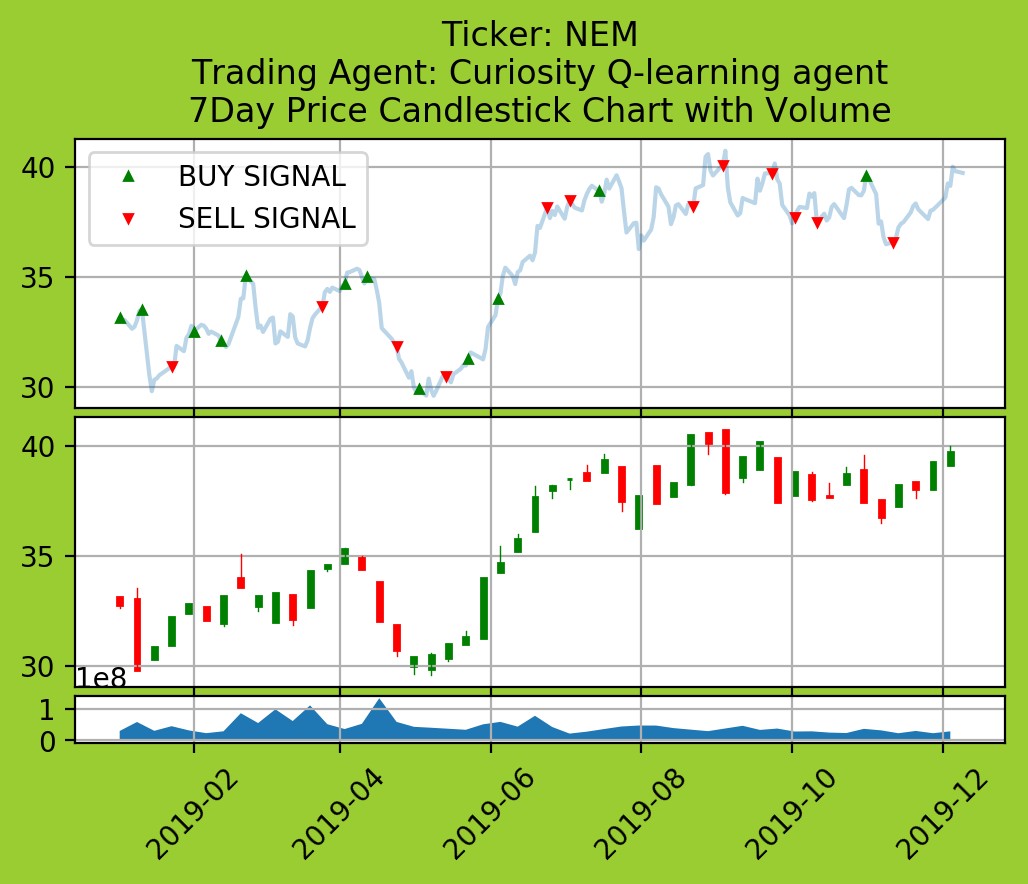 Ticker: NEM
Trading Agent: Curiosity Q-learning agent
7Day Price Candlestick Chart with Volume
BUY SIGNAL
SELL SIGNAL
40
35
30
40
35
30
1e8
1
0
2019-02
2019-04
2019-06
2019-08
2019-10
2019-12